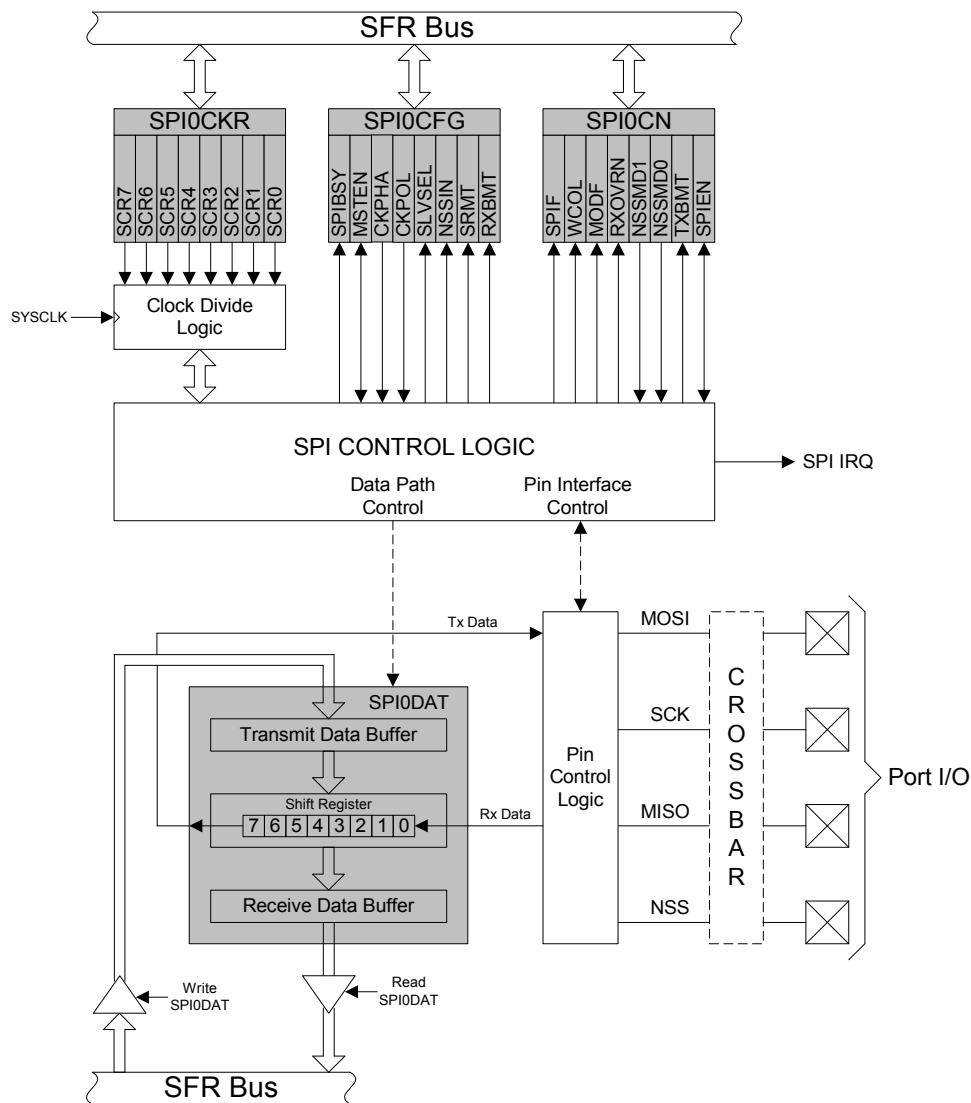 SFR Bus
SPI0CKR
SPI0CFG
SPI0CN
SCR7
SCR6
SCR5
SCR4
SCR3
SCR2
SCR1
SCR0
SPIBSY
MSTEN
CKPHA
CKPOL
SLVSEL
NSSIN
SRMT
RXBMT
SPIF
WCOL
MODF
RXOVRN
NSSMD1
NSSMD0
TXBMT
SPIEN
SYSCLK
Clock Divide
Logic
SPI CONTROL LOGIC
SPI IRQ
Data Path
Control
Pin Interface
Control
Tx Data
MOSI
SPI0DAT
Transmit Data Buffer
SCK
Shift Register
7 6 5 4 3 2 1 0
Rx Data
Pin
Control
Logic
MISO
Receive Data Buffer
NSS
CROSSBAR
Port I/O
Write
SPI0DAT
Read
SPI0DAT
SFR Bus